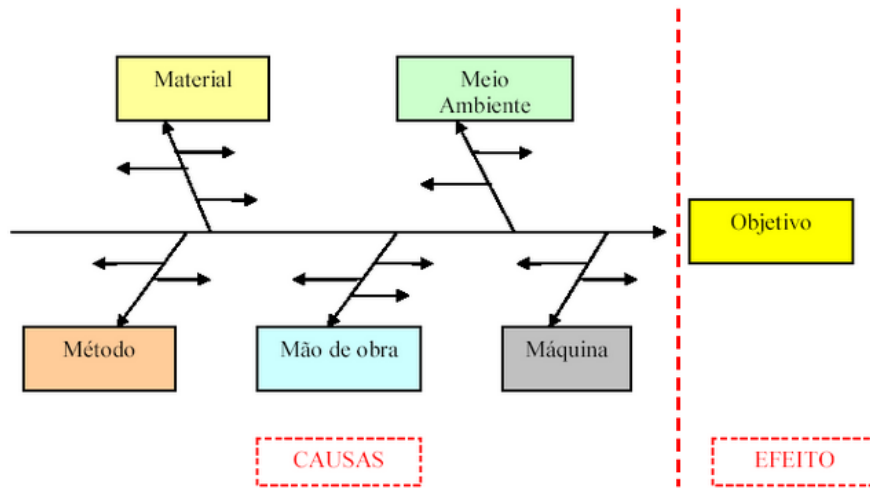 Material
Meio
Ambiente
Objetivo
Método
Mão de obra
Máquina
CAUSAS
EFEITO